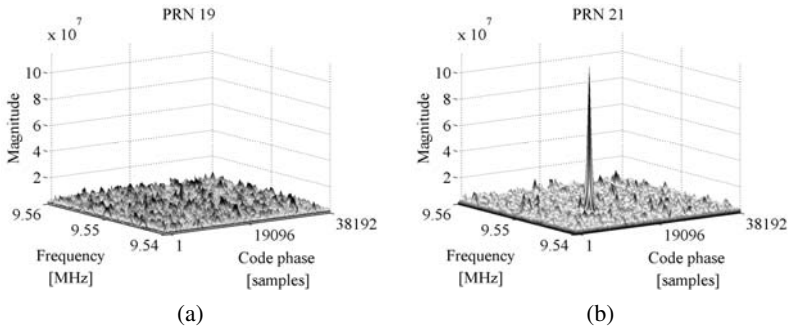 PRN 19
x 10^7
10
8
6
4
2
Magnitude
9.56
9.55
9.54
Frequency
[MHz]
1
19096
38192
Code phase
[samples]
(a)
PRN 21
x 10^7
10
8
6
4
2
Magnitude
9.56
9.55
9.54
Frequency
[MHz]
1
19096
38192
Code phase
[samples]
(b)